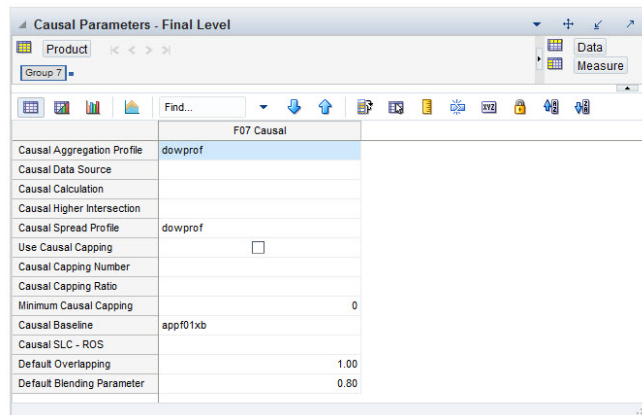 Causal Parameters - Final Level
Product
Data
Measure
Group 7
Find...
XYZ
F07 Causal
Causal Aggregation Profile dowprof
Causal Data Source
Causal Calculation
Causal Higher Intersection
Causal Spread Profile dowprof
Use Causal Capping
Causal Capping Number
Causal Capping Ratio
Minimum Causal Capping 0
Causal Baseline appf01xb
Causal SLC - ROS
Default Overlapping 1.00
Default Blending Parameter 0.80